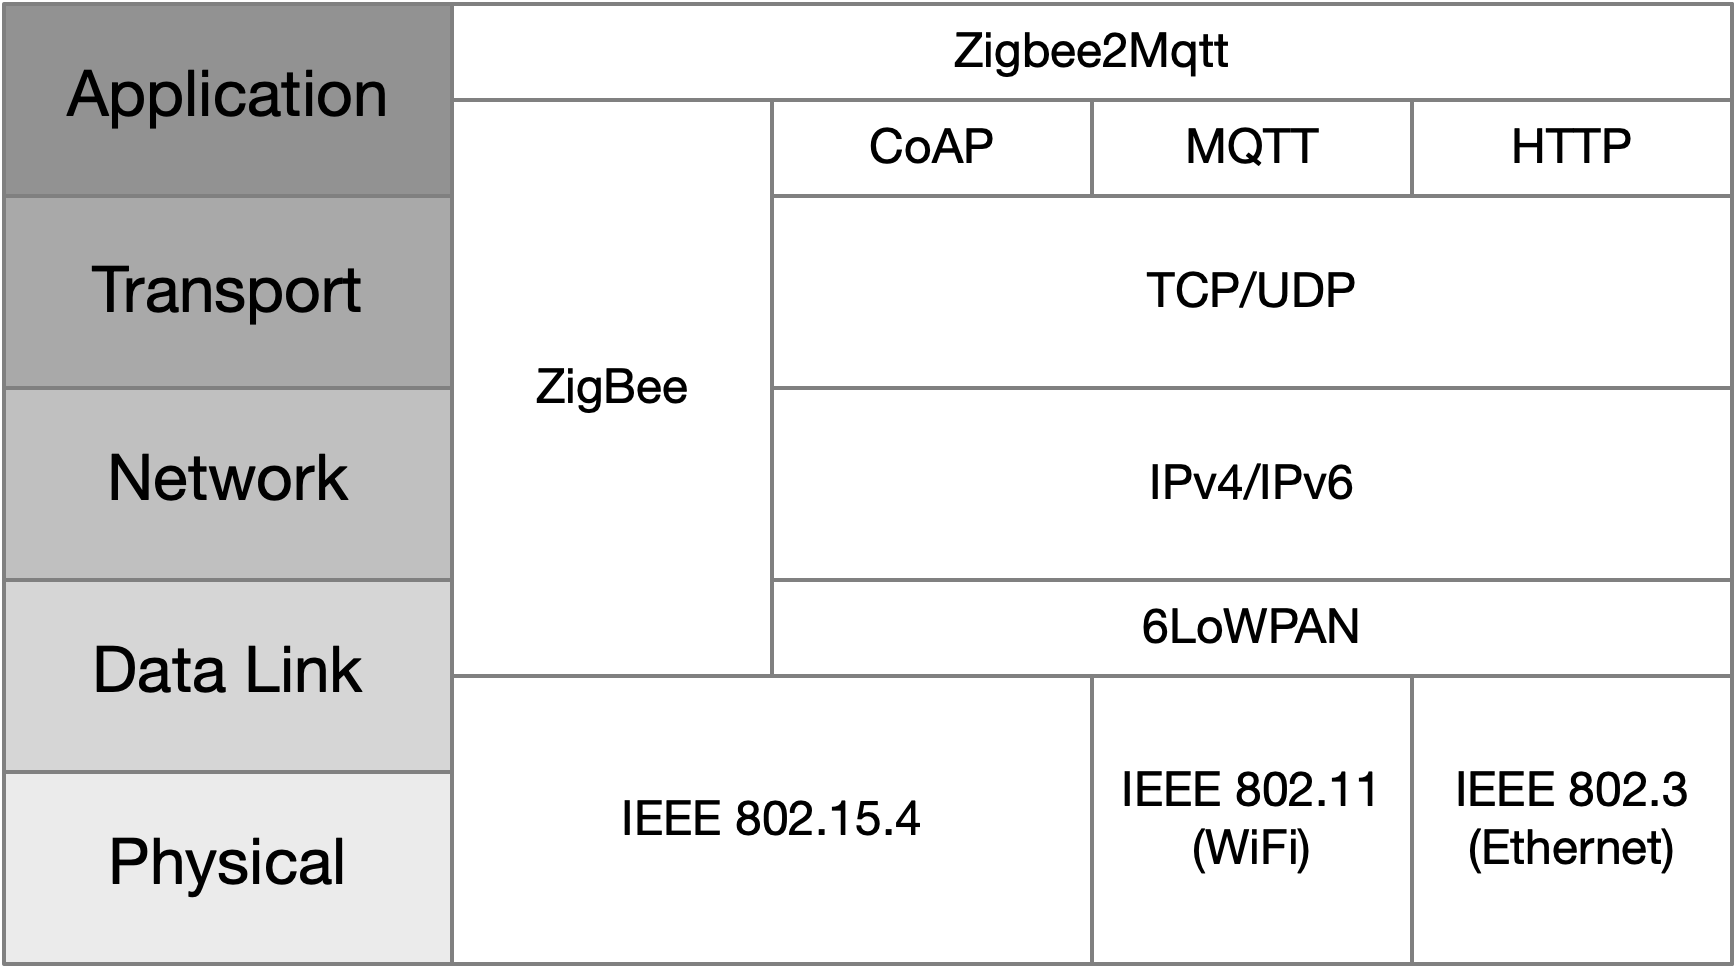 Application
Zigbee2Mqtt
CoAP
MQTT
HTTP
Transport
TCP/UDP
ZigBee
Network
IPv4/IPv6
6LoWPAN
Data Link
IEEE 802.15.4
IEEE 802.11
(WiFi)
IEEE 802.3
(Ethernet)
Physical